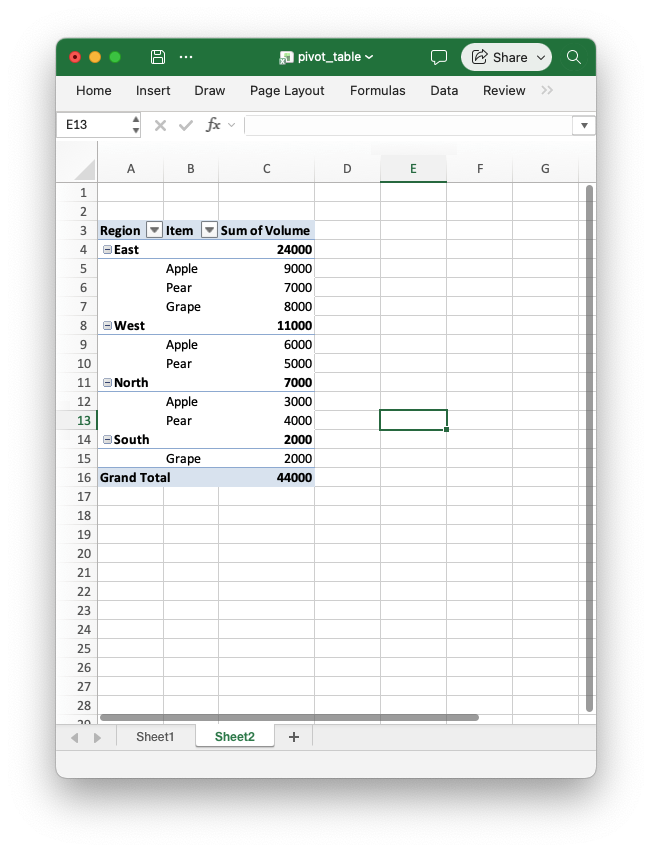 pivot_table
Share
Home Insert Draw Page Layout Formulas Data Review
E13 fx
A B C D E F G
1
2
3 Region Item Sum of Volume
4 East 24000
5 Apple 9000
6 Pear 7000
7 Grape 8000
8 West 11000
9 Apple 6000
10 Pear 5000
11 North 7000
12 Apple 3000
13 Pear 4000
14 South 2000
15 Grape 2000
16 Grand Total 44000
17
18
19
20
21
22
23
24
25
26
27
28
29
Sheet1 Sheet2 +